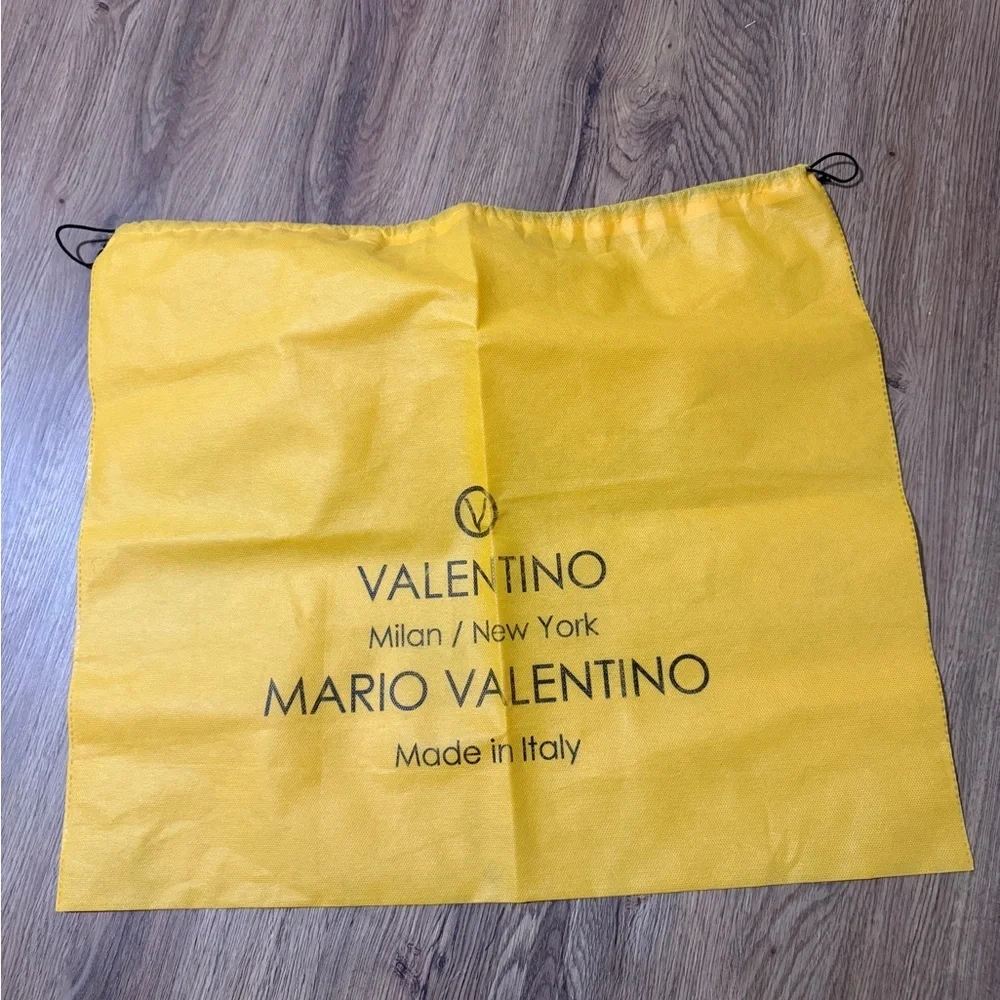 V
VALENTINO
Milan / New York
MARIO VALENTINO
Made in Italy